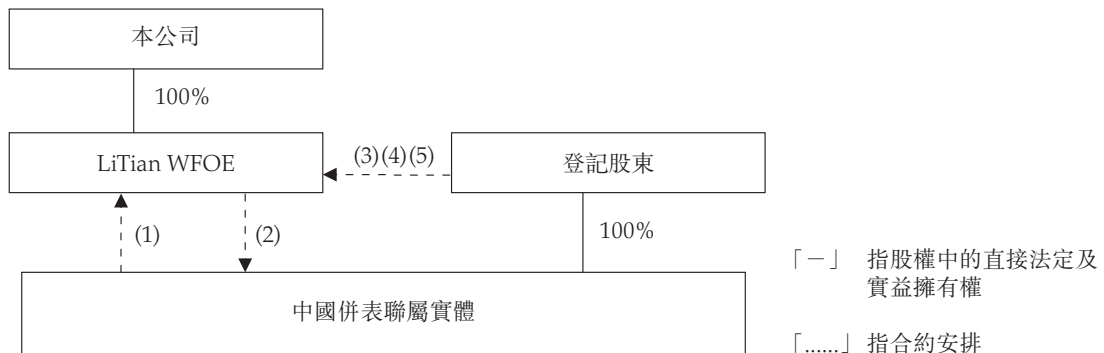 本公司
100%
LiTian WFOE
(3)(4)(5)
登記股東
(1)
(2)
100%
中國併表聯屬實體
「－」 指股權中的直接法定及
實益擁有權
「......」 指合約安排